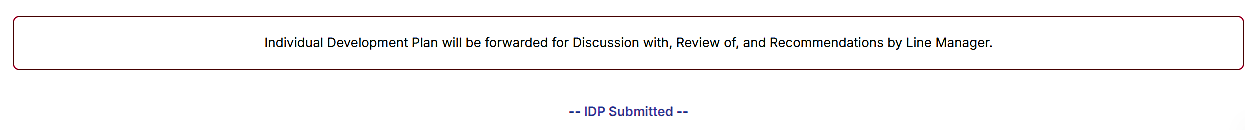 Individual Development Plan will be forwarded for Discussion with, Review of, and Recommendations by Line Manager.
-- IDP Submitted --